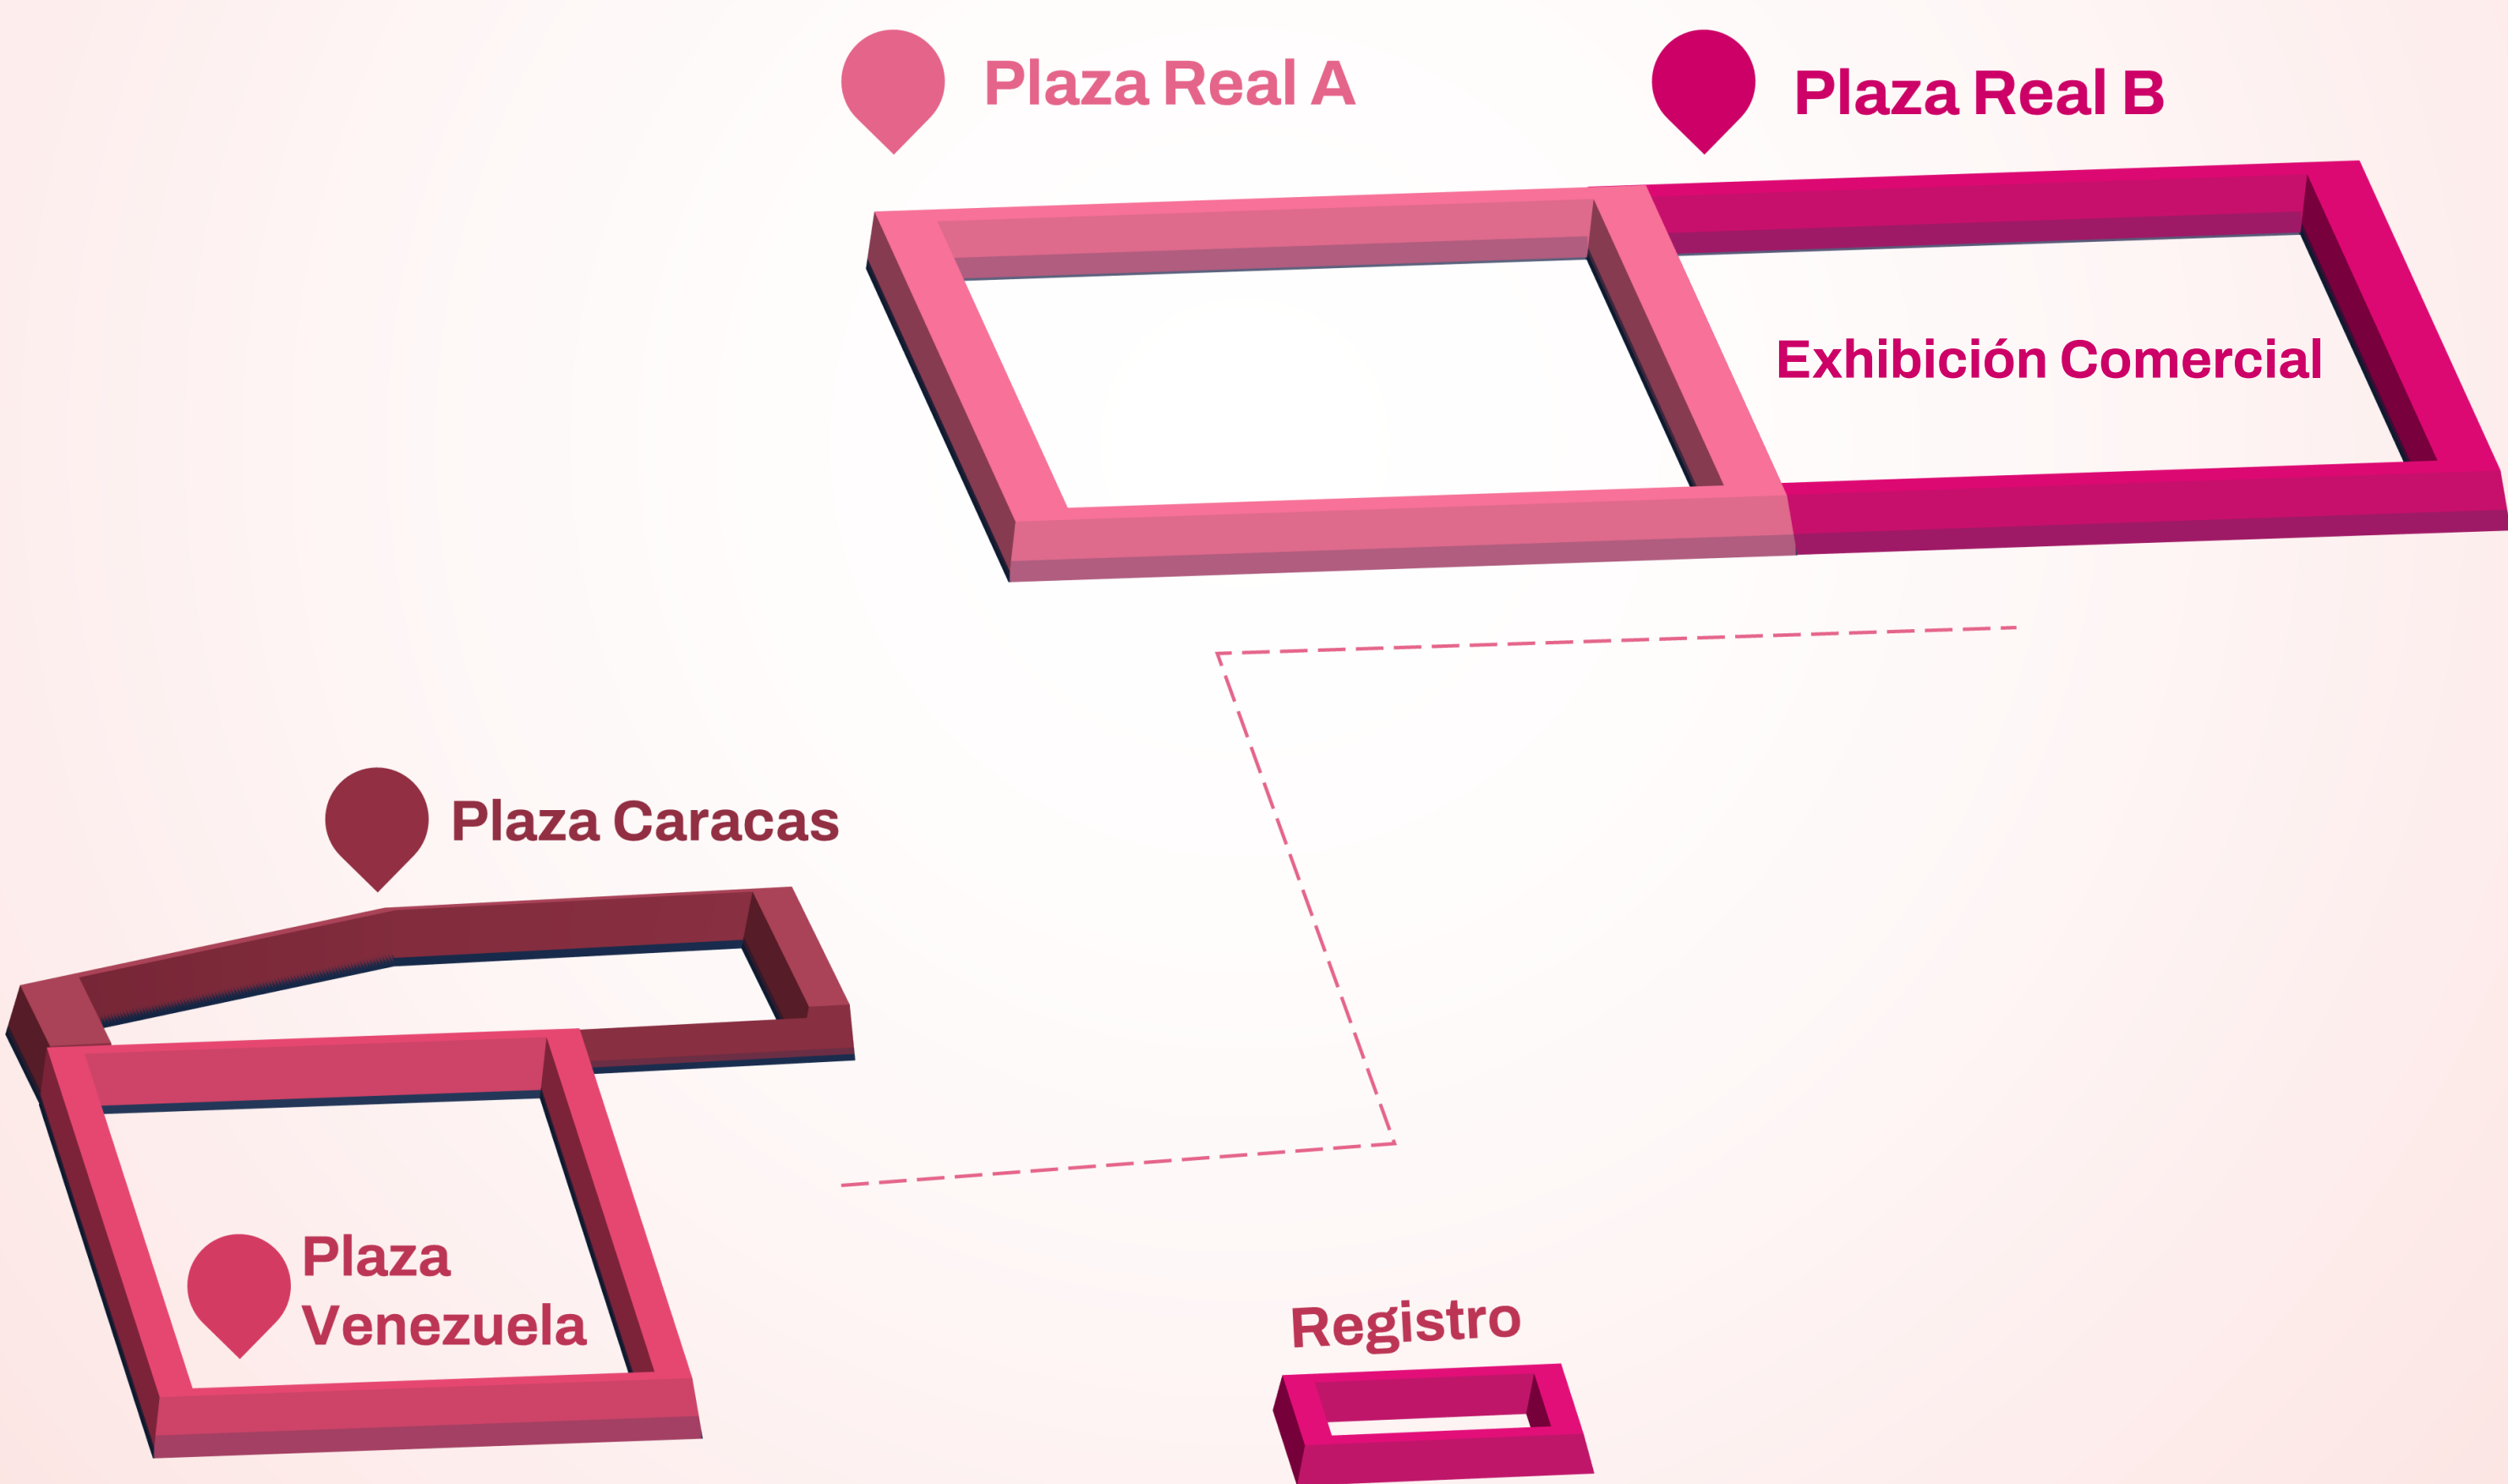 Plaza Real A
Plaza Real B
Exhibición Comercial
Plaza Caracas
Plaza
Venezuela
Registro